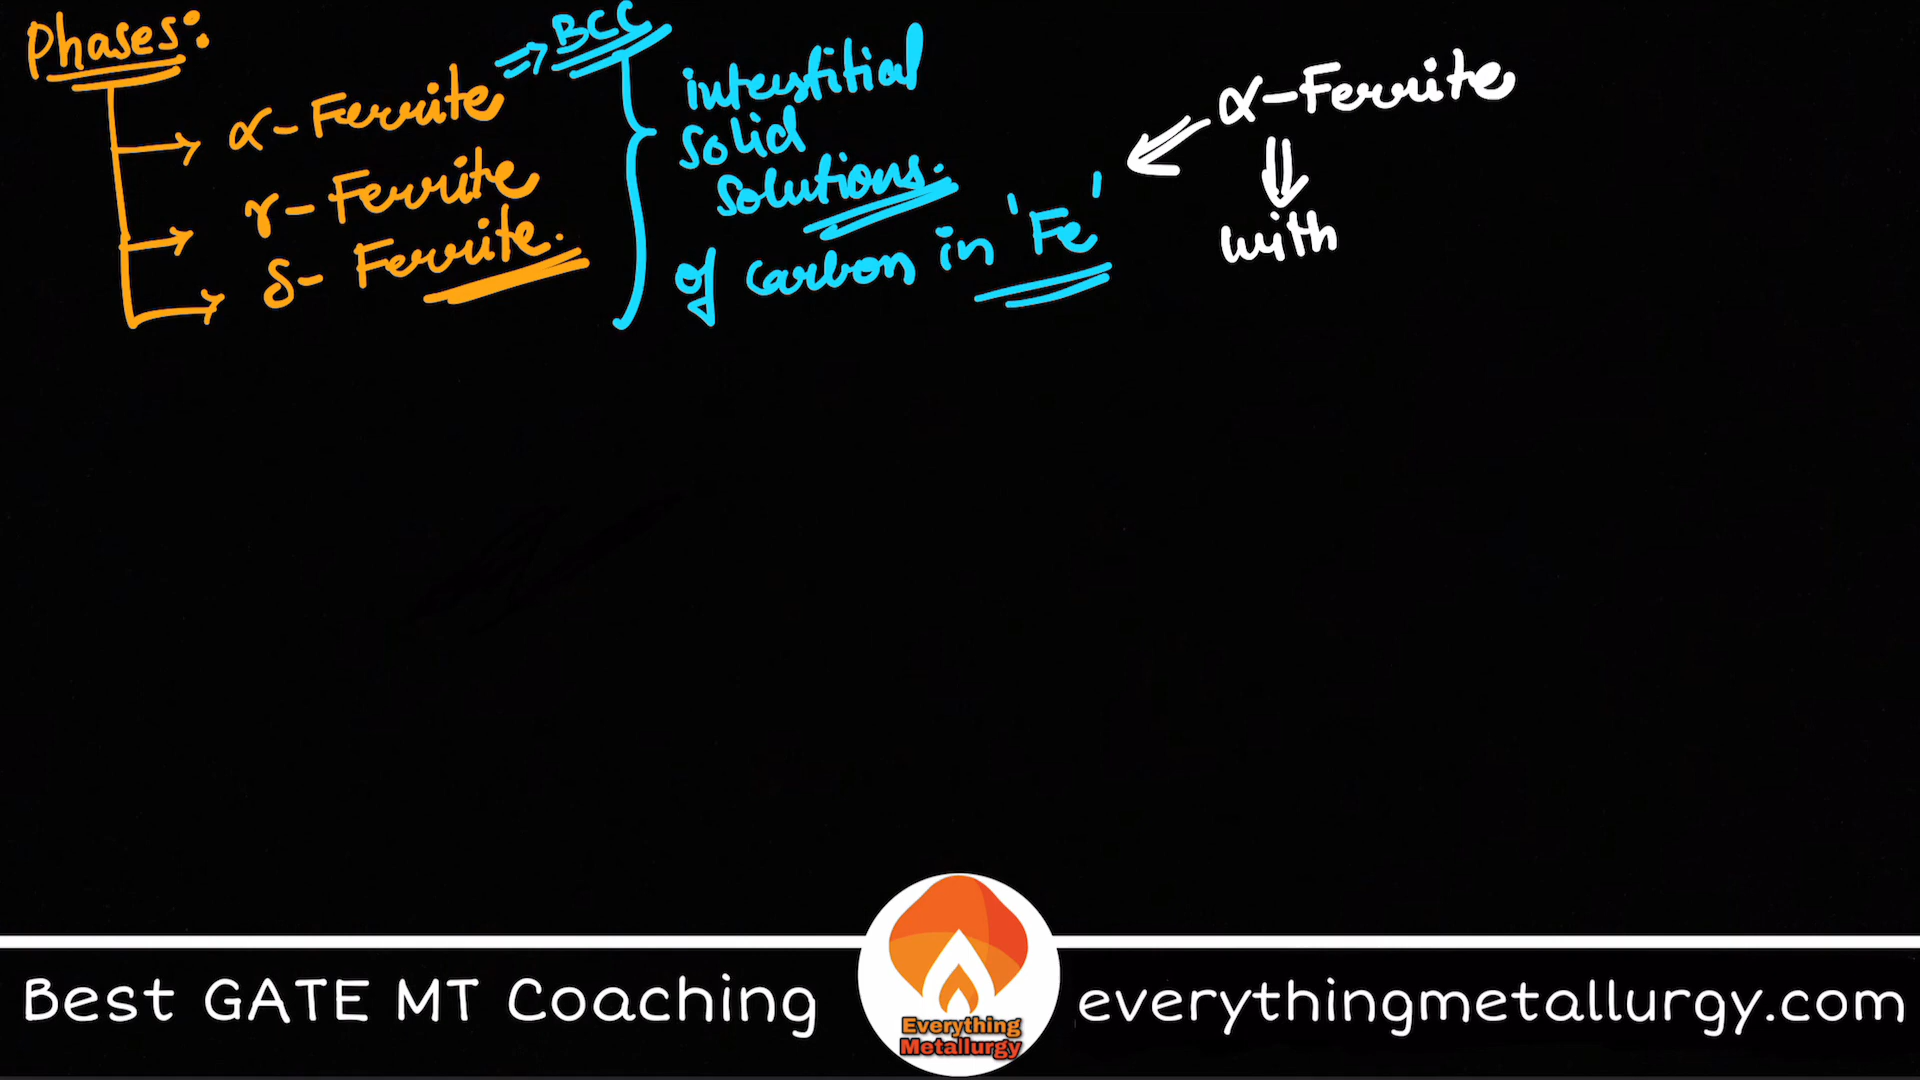 Phases:
α-Ferrite ⇒ BCC
γ-Ferrite
δ-Ferrite.
interstitial
solid
solutions.
of carbon in 'Fe'
α-Ferrite
with
Best GATE MT Coaching
Everything
Metallurgy
everythingmetallurgy.com